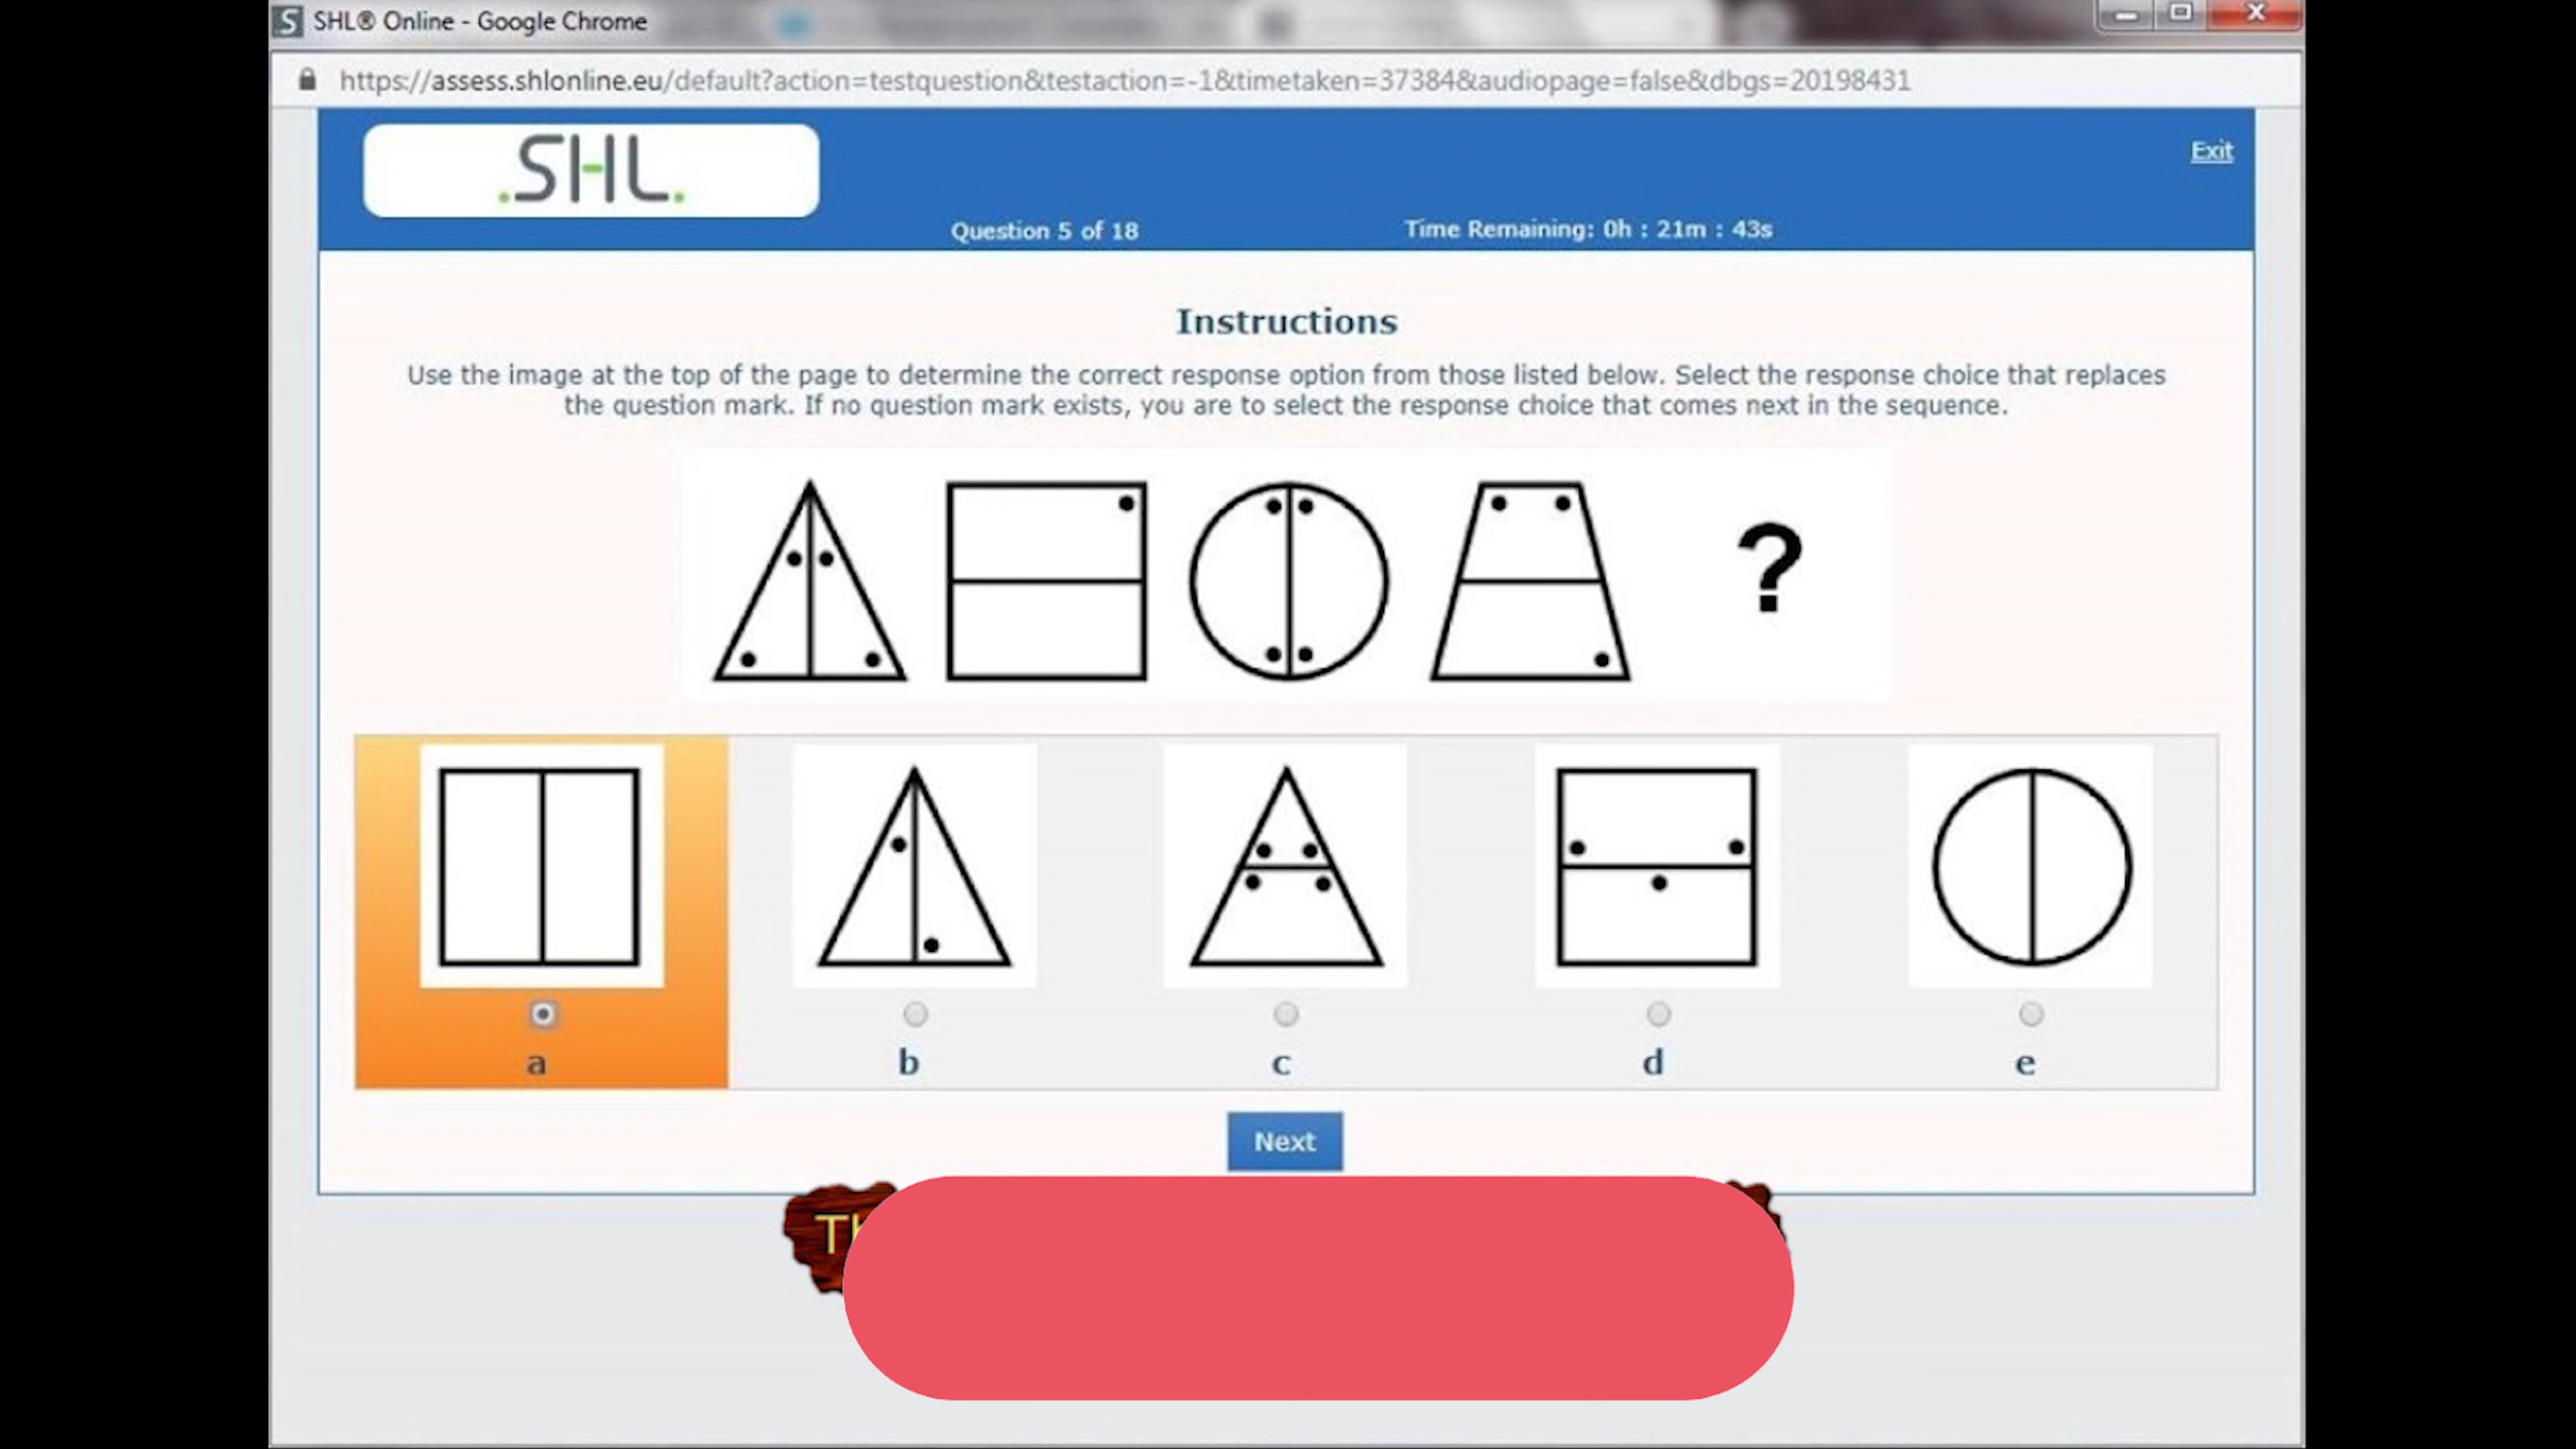 SHL® Online - Google Chrome
https://assess.shlonline.eu/default?action=testquestion&testaction=-1&timetaken=37384&audiopage=false&dbgs=20198431
.SHL.
Exit
Question 5 of 18
Time Remaining: 0h : 21m : 43s
Instructions
Use the image at the top of the page to determine the correct response option from those listed below. Select the response choice that replaces
the question mark. If no question mark exists, you are to select the response choice that comes next in the sequence.
?
a
b
c
d
e
Next